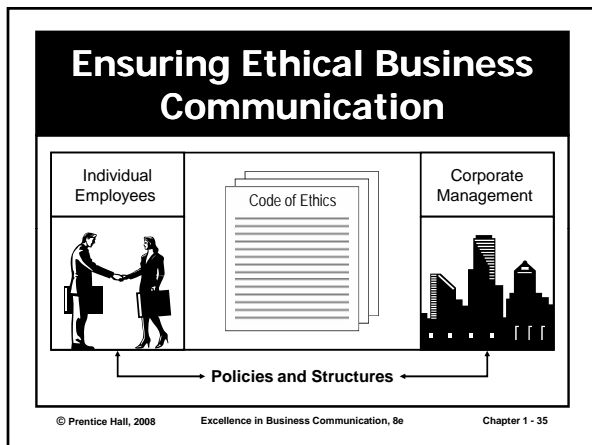 Ensuring Ethical Business
Communication
Individual
Employees
Code of Ethics
Corporate
Management
Policies and Structures
© Prentice Hall, 2008 Excellence in Business Communication, 8e Chapter 1 - 35